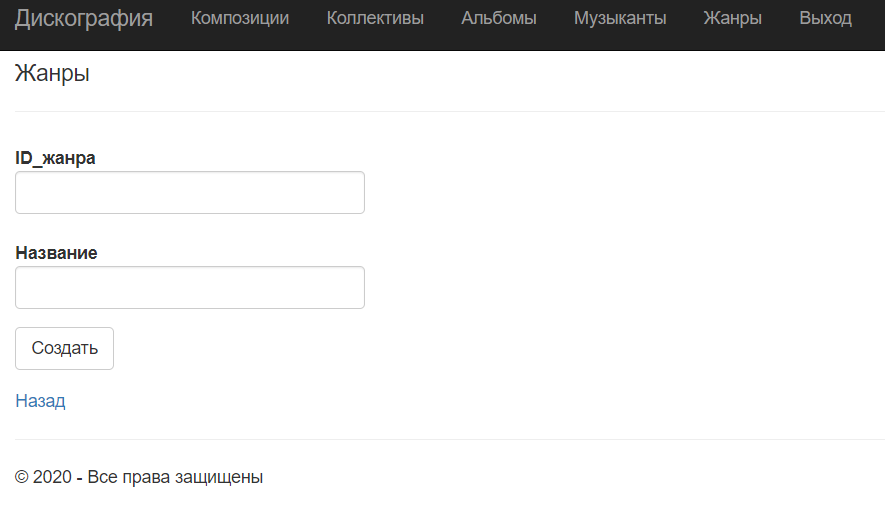 Дискография Композиции Коллективы Альбомы Музыканты Жанры Выход
Жанры
ID_жанра
Название
Создать
Назад
© 2020 - Все права защищены